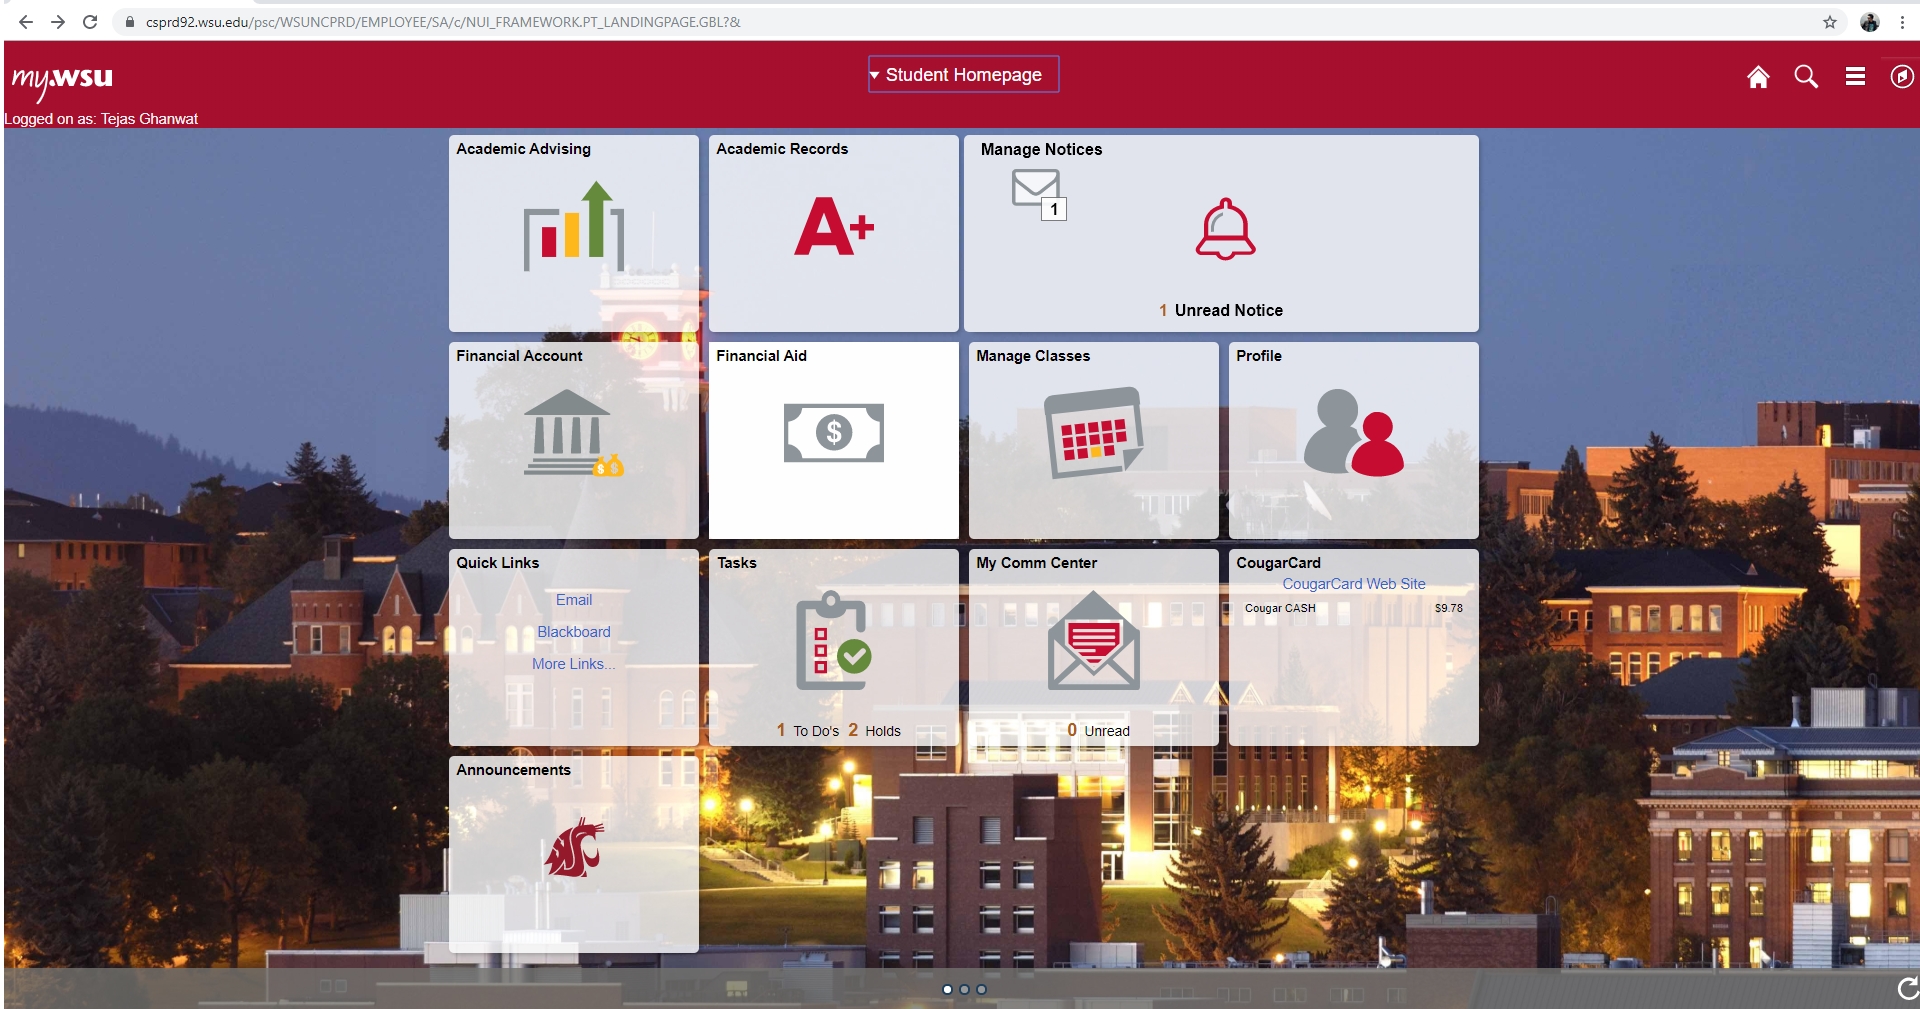 csprd92.wsu.edu/psc/WSUNCPRD/EMPLOYEE/SA/c/NUI_FRAMEWORK.PT_LANDINGPAGE.GBL?&
my.wsu
Student Homepage
Logged on as: Tejas Ghanwat
Academic Advising
Academic Records
A+
Manage Notices
1
1 Unread Notice
Financial Account
$ $
Financial Aid
$
Manage Classes
Profile
Quick Links
Email
Blackboard
More Links...
Tasks
1 To Do's 2 Holds
My Comm Center
0 Unread
CougarCard
CougarCard Web Site
Cougar CASH $9.78
Announcements
WSC